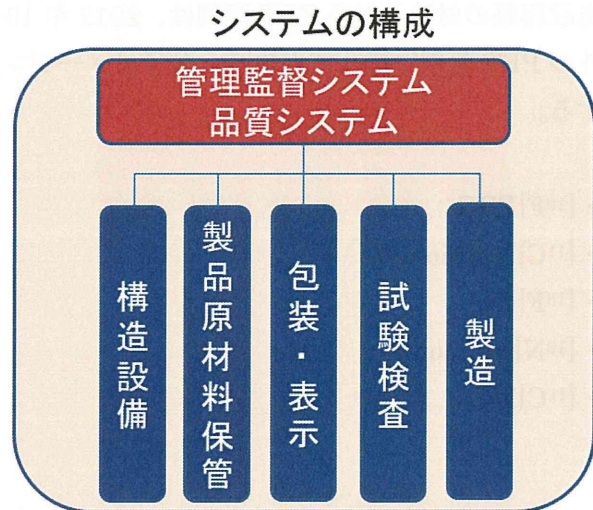 システムの構成
管理監督システム
品質システム
構造設備
製品原材料保管
包装・表示
試験検査
製造